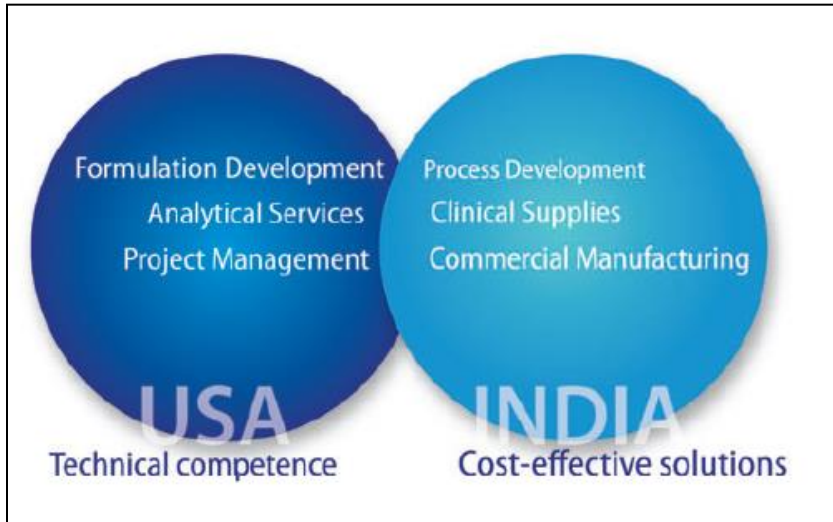 Formulation Development
Analytical Services
Project Management
USA
Technical competence
Process Development
Clinical Supplies
Commercial Manufacturing
INDIA
Cost-effective solutions